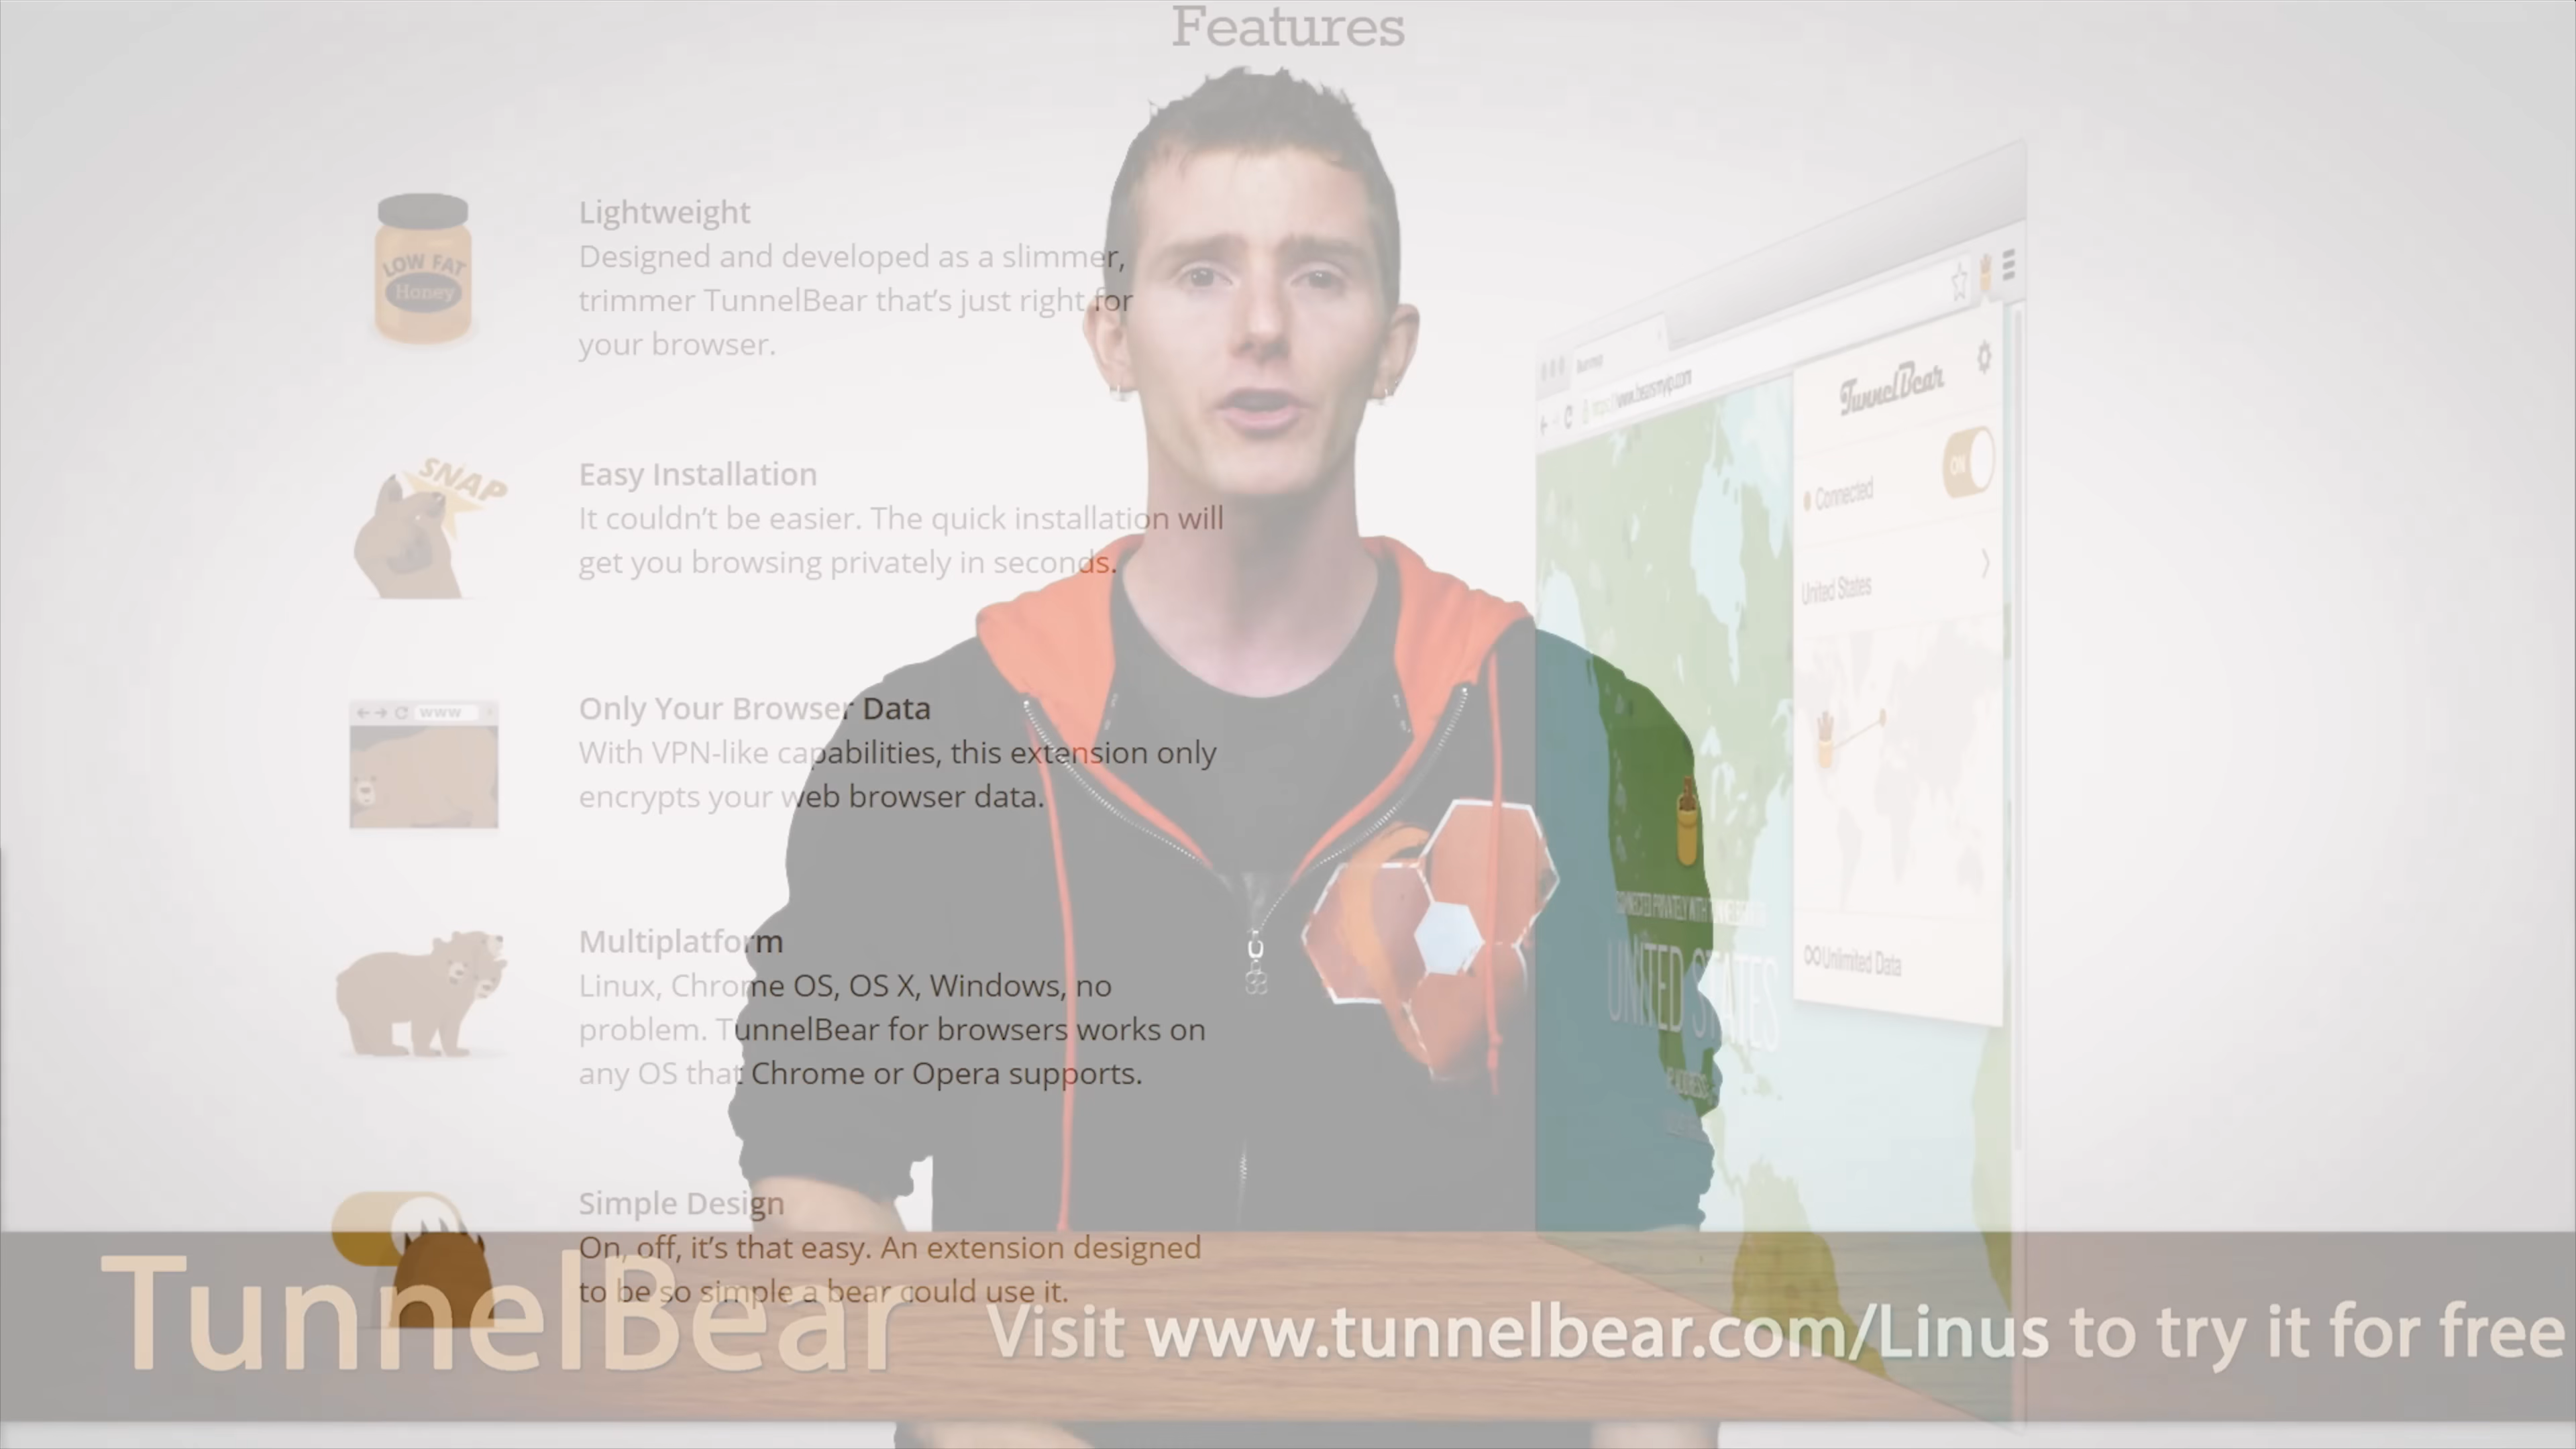 Features
LOW FAT
Honey
Lightweight
Designed and developed as a slimmer,
trimmer TunnelBear that's just right for
your browser.
SNAP
Easy Installation
It couldn't be easier. The quick installation will
get you browsing privately in seconds.
www
Only Your Browser Data
With VPN-like capabilities, this extension only
encrypts your web browser data.
Multiplatform
Linux, Chrome OS, OS X, Windows, no
problem. TunnelBear for browsers works on
any OS that Chrome or Opera supports.
Simple Design
On, off, it's that easy. An extension designed
to be so simple a bear could use it.
TunnelBear
ON
Connected
United States
UNITED STATES
Unlimited Data
TunnelBear
Visit www.tunnelbear.com/Linus to try it for free